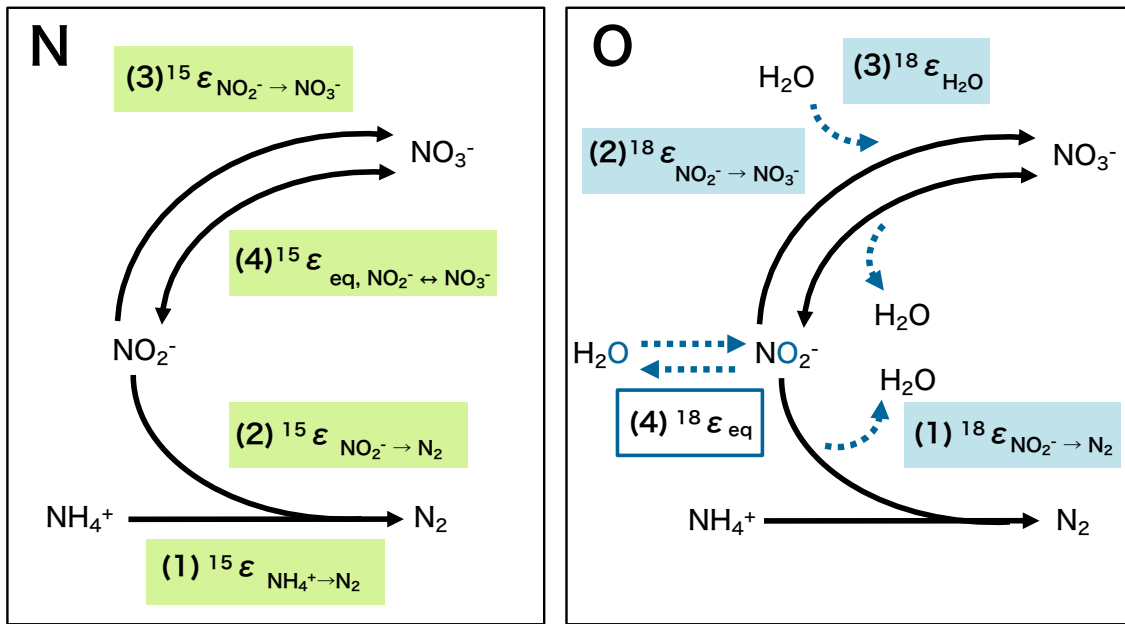 N
(3)¹⁵ε NO₂⁻ → NO₃⁻
NO₃⁻
(4)¹⁵ε eq, NO₂⁻ ↔ NO₃⁻
NO₂⁻
(2) ¹⁵ε NO₂⁻ → N₂
NH₄⁺
N₂
(1) ¹⁵ε NH₄⁺→N₂
O
(3)¹⁸ε H₂O
H₂O
(2)¹⁸ε NO₂⁻ → NO₃⁻
NO₃⁻
H₂O
H₂O
NO₂⁻
H₂O
(4) ¹⁸ε eq
(1) ¹⁸ε NO₂⁻ → N₂
NH₄⁺
N₂